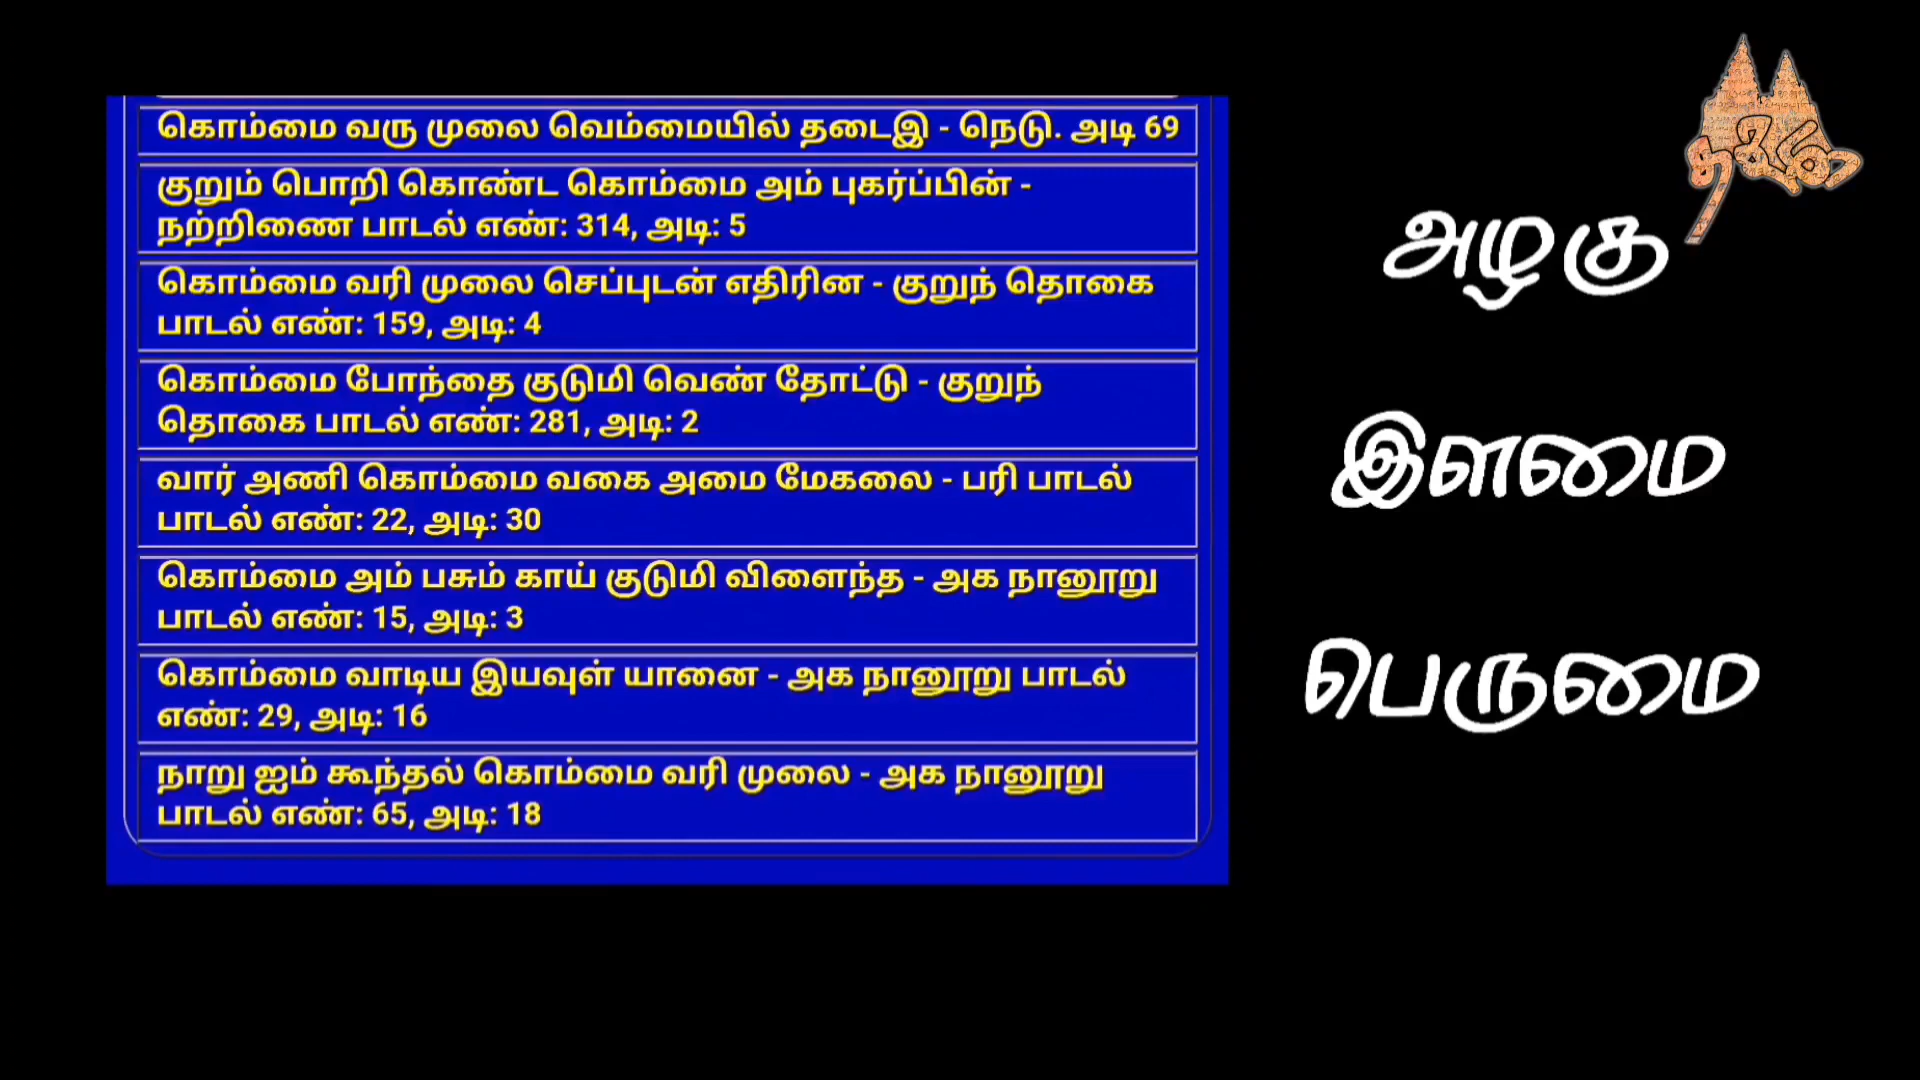 கொம்மை வரு முலை வெம்மையில் தடைஇ - நெடு. அடி 69
குறும் பொறி கொண்ட கொம்மை அம் புகர்ப்பின் -
நற்றிணை பாடல் எண்: 314, அடி: 5
கொம்மை வரி முலை செப்புடன் எதிரின - குறுந் தொகை
பாடல் எண்: 159, அடி: 4
கொம்மை போந்தை குடுமி வெண் தோட்டு - குறுந்
தொகை பாடல் எண்: 281, அடி: 2
வார் அணி கொம்மை வகை அமை மேகலை - பரி பாடல்
பாடல் எண்: 22, அடி: 30
கொம்மை அம் பசும் காய் குடுமி விளைந்த - அக நானூறு
பாடல் எண்: 15, அடி: 3
கொம்மை வாடிய இயவுள் யானை - அக நானூறு பாடல்
எண்: 29, அடி: 16
நாறு ஐம் கூந்தல் கொம்மை வரி முலை - அக நானூறு
பாடல் எண்: 65, அடி: 18
அழகு
இளமை
பெருமை